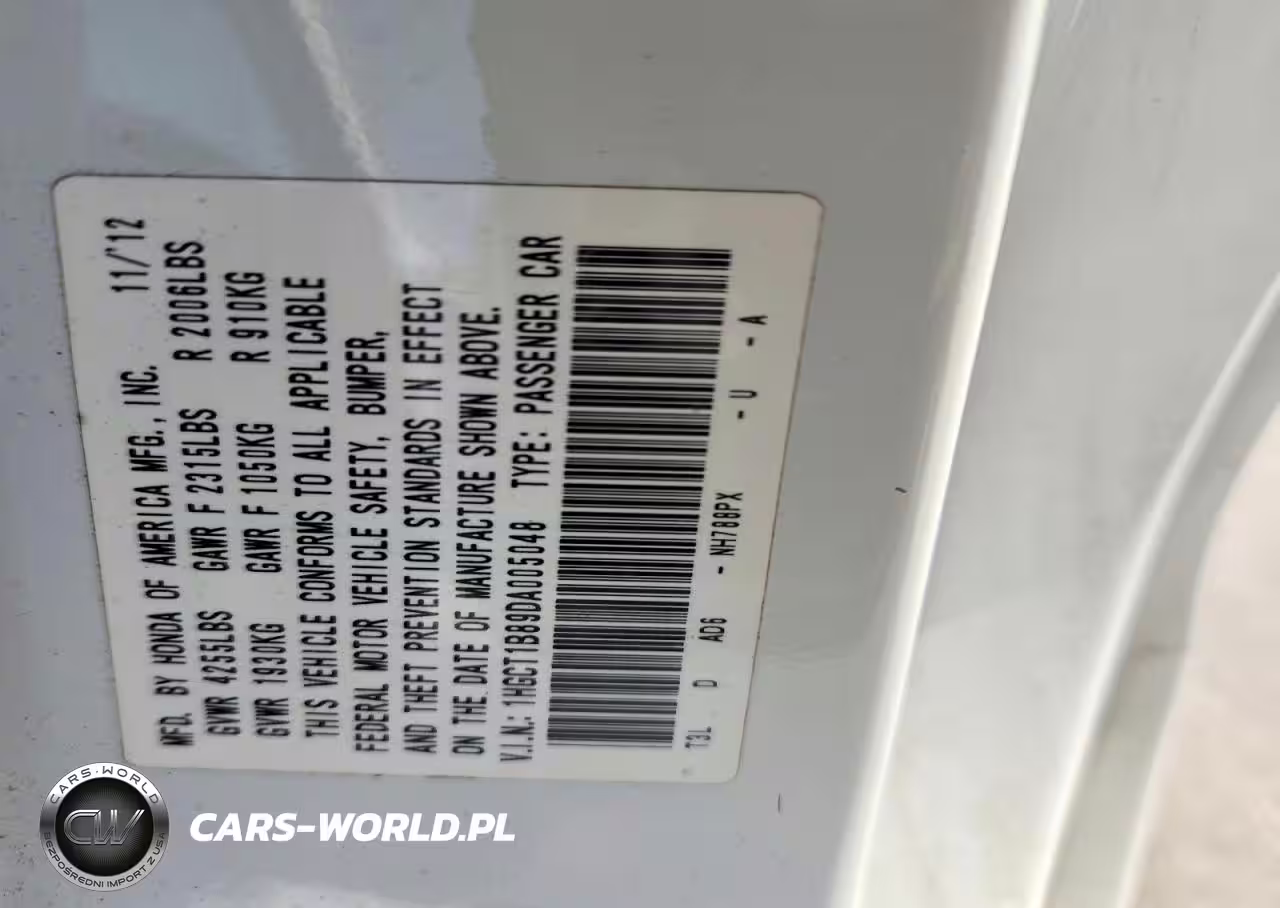 MFD. BY HONDA OF AMERICA MFG., INC. 11/'12
GVWR 4255LBS GAWR F 2315LBS R 2006LBS
GVWR 1930KG GAWR F 1050KG R 910KG
THIS VEHICLE CONFORMS TO ALL APPLICABLE
FEDERAL MOTOR VEHICLE SAFETY, BUMPER,
AND THEFT PREVENTION STANDARDS IN EFFECT
ON THE DATE OF MANUFACTURE SHOWN ABOVE.
V.I.N.: 1HGCT1B89DA005048 TYPE: PASSENGER CAR
T3L D AD6 - NH788PX - U - A
CARS-WORLD
CW
BEZPOŚREDNI IMPORT Z USA
CARS-WORLD.PL